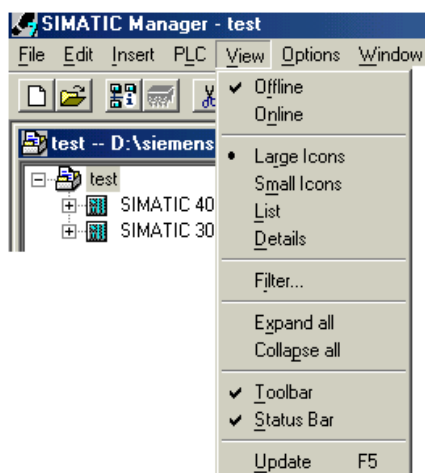 SIMATIC Manager - test
File Edit Insert PLC View Options Window
test -- D:\siemens
test
SIMATIC 40
SIMATIC 30
Offline
Online
Large Icons
Small Icons
List
Details
Filter...
Expand all
Collapse all
Toolbar
Status Bar
Update F5